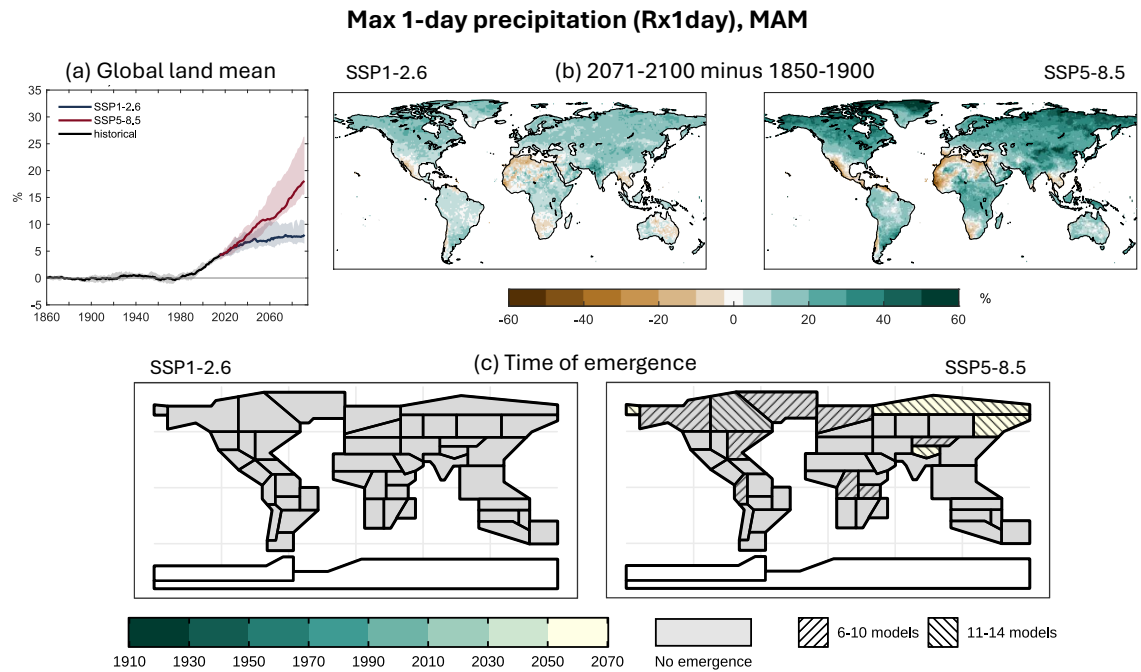 Max 1-day precipitation (Rx1day), MAM
(a) Global land mean
SSP1-2.6
(b) 2071-2100 minus 1850-1900
SSP5-8.5
35
30
25
20
15
10
5
0
-5
%
SSP1-2.6
SSP5-8.5
historical
1860 1900 1940 1980 2020 2060
-60 -40 -20 0 20 40 60 %
SSP1-2.6
(c) Time of emergence
SSP5-8.5
1910 1930 1950 1970 1990 2010 2030 2050 2070
No emergence
6-10 models
11-14 models